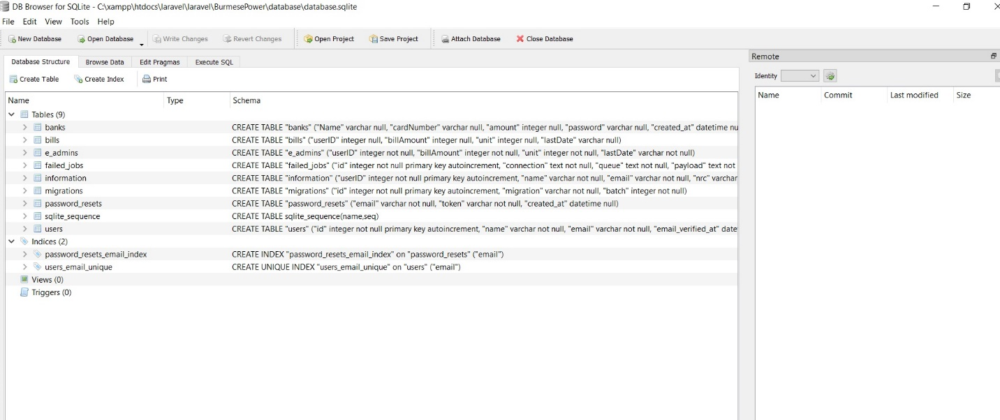 DB Browser for SQLite - C:\xampp\htdocs\laravel\laravel\BurmesePower\database\database.sqlite
File Edit View Tools Help
New Database Open Database Write Changes Revert Changes Open Project Save Project Attach Database Close Database
Database Structure Browse Data Edit Pragmas Execute SQL
Create Table Create Index Print
Name Type Schema
Tables (9)
banks CREATE TABLE "banks" ("Name" varchar null, "cardNumber" varchar null, "amount" integer null, "password" varchar null, "created_at" datetime nu
bills CREATE TABLE "bills" ("userID" integer null, "billAmount" integer null, "unit" integer null, "lastDate" varchar null)
e_admins CREATE TABLE "e_admins" ("userID" integer not null, "billAmount" integer not null, "unit" integer not null, "lastDate" varchar not null)
failed_jobs CREATE TABLE "failed_jobs" ("id" integer not null primary key autoincrement, "connection" text not null, "queue" text not null, "payload" text not
information CREATE TABLE "information" ("userID" integer not null primary key autoincrement, "name" varchar not null, "email" varchar not null, "nrc" varchar
migrations CREATE TABLE "migrations" ("id" integer not null primary key autoincrement, "migration" varchar not null, "batch" integer not null)
password_resets CREATE TABLE "password_resets" ("email" varchar not null, "token" varchar not null, "created_at" datetime null)
sqlite_sequence CREATE TABLE sqlite_sequence(name,seq)
users CREATE TABLE "users" ("id" integer not null primary key autoincrement, "name" varchar not null, "email" varchar not null, "email_verified_at" date
Indices (2)
password_resets_email_index CREATE INDEX "password_resets_email_index" on "password_resets" ("email")
users_email_unique CREATE UNIQUE INDEX "users_email_unique" on "users" ("email")
Views (0)
Triggers (0)
Remote
Identity
Name Commit Last modified Size